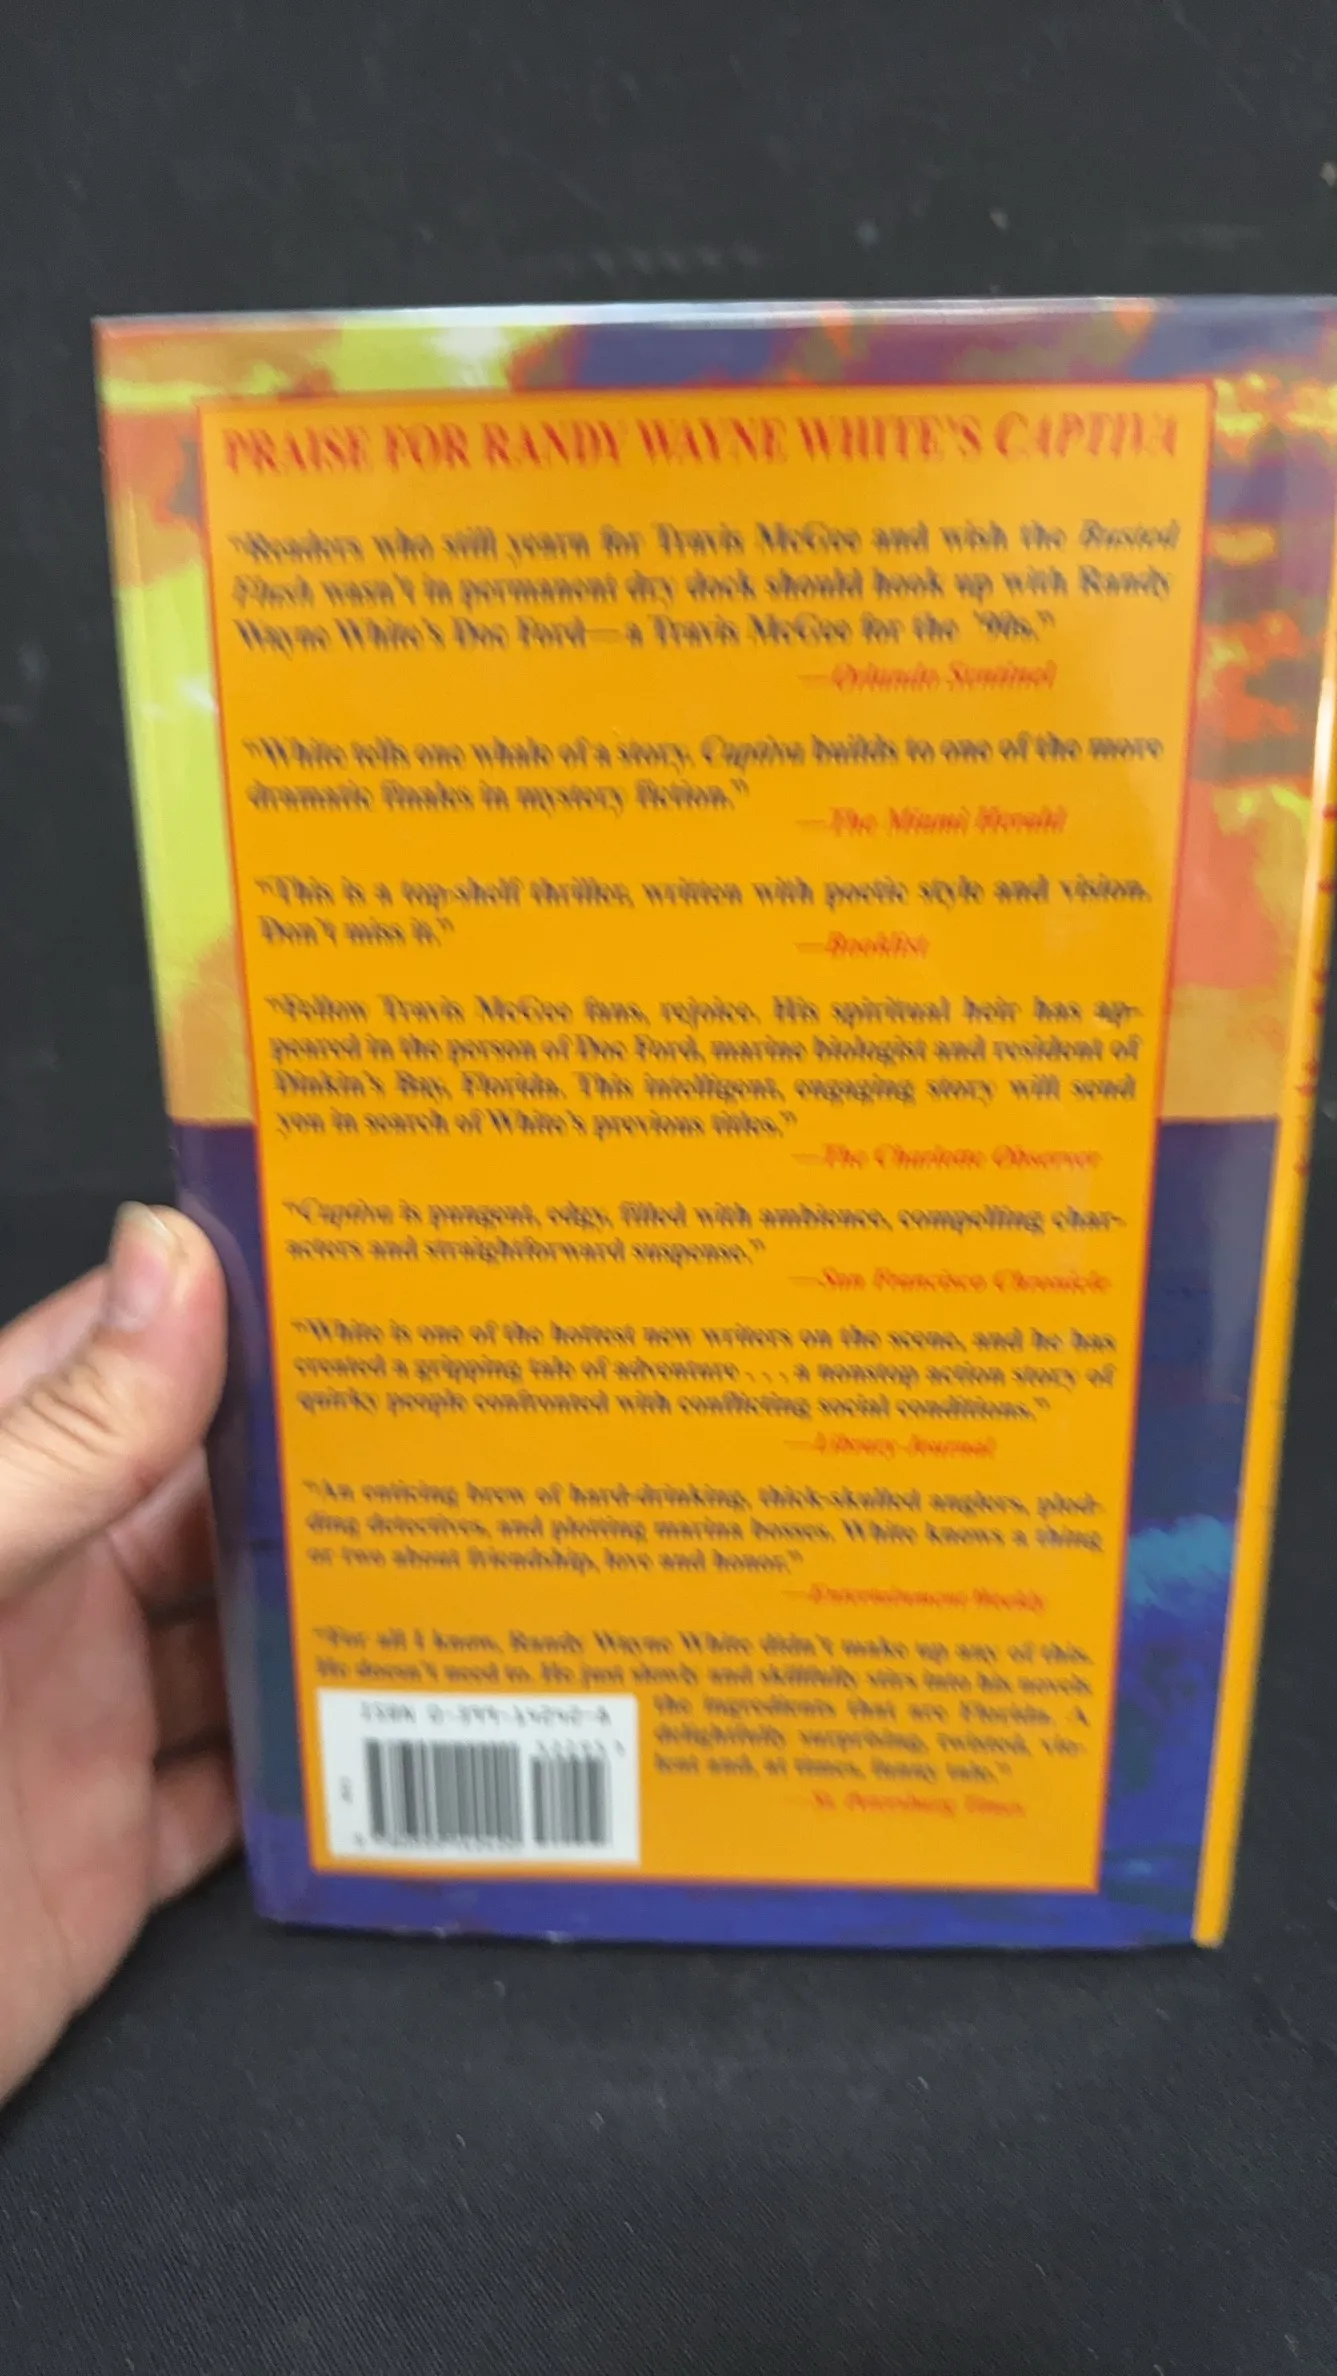 PRAISE FOR RANDY WAYNE WHITE'S CAPTIVA
"Readers who still yearn for Travis McGee and wish the Busted
Flush wasn't in permanent dry dock should hook up with Randy
Wayne White's Doc Ford—a Travis McGee for the '90s."
—Orlando Sentinel
"White tells one whale of a story. Captiva builds to one of the more
dramatic finales in mystery fiction."
—The Miami Herald
"This is a top-shelf thriller, written with poetic style and vision.
Don't miss it."
—Booklist
"Fellow Travis McGee fans, rejoice. His spiritual heir has ap-
peared in the person of Doc Ford, marine biologist and resident of
Dinkin's Bay, Florida. This intelligent, engaging story will send
you in search of White's previous titles."
—The Charlotte Observer
"Captiva is pungent, edgy, filled with ambience, compelling char-
acters and straightforward suspense."
—San Francisco Chronicle
"White is one of the hottest new writers on the scene, and he has
created a gripping tale of adventure . . . a nonstop action story of
quirky people confronted with conflicting social conditions."
—Library Journal
"An enticing brew of hard-drinking, thick-skulled anglers, plod-
ding detectives, and plotting marina bosses. White knows a thing
or two about friendship, love and honor."
—Entertainment Weekly
"For all I know, Randy Wayne White didn't make up any of this.
He doesn't need to. He just slowly and skillfully stirs into his novels
the ingredients that are Florida. A
delightfully surprising, twisted, vio-
lent and, at times, funny tale."
—St. Petersburg Times
ISBN 0-399-14242-8